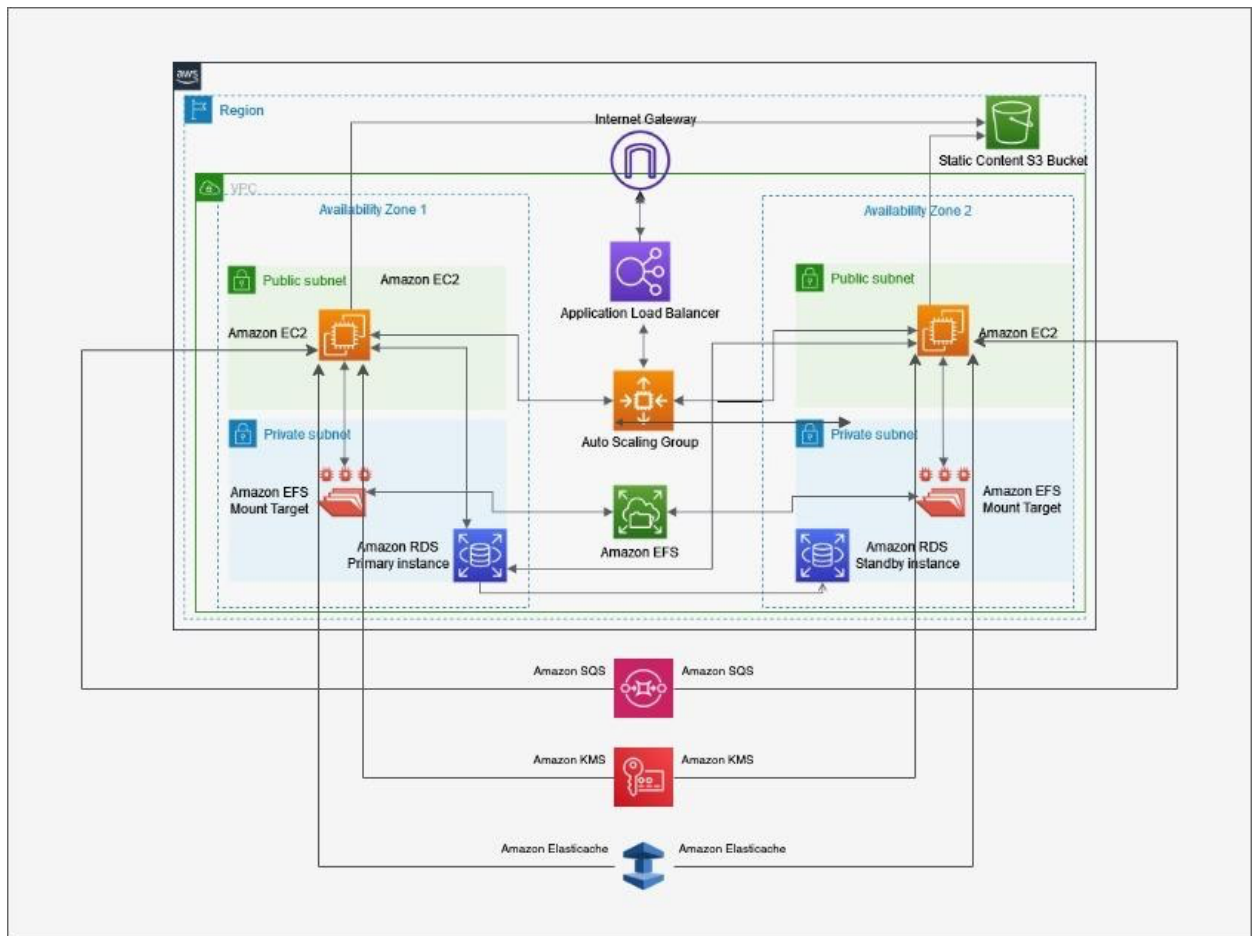 aws
Region
Internet Gateway
Static Content S3 Bucket
VPC
Availability Zone 1
Availability Zone 2
Public subnet
Amazon EC2
Public subnet
Application Load Balancer
Amazon EC2
Amazon EC2
Auto Scaling Group
Private subnet
Private subnet
Amazon EFS
Mount Target
Amazon EFS
Mount Target
Amazon EFS
Amazon RDS
Primary instance
Amazon RDS
Standby instance
Amazon SQS
Amazon SQS
Amazon KMS
Amazon KMS
Amazon Elasticache
Amazon Elasticache